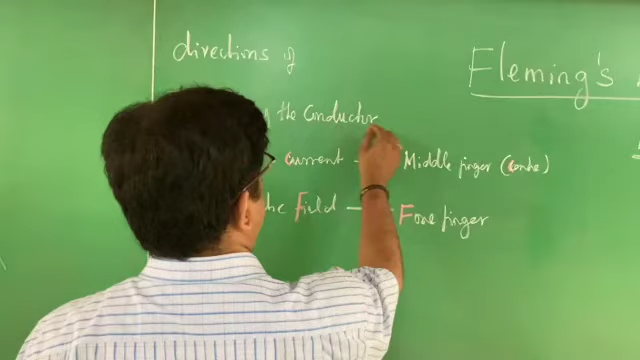 directions of
Fleming's
the Conductor
Current - Middle finger (Centre)
Field - Fore finger